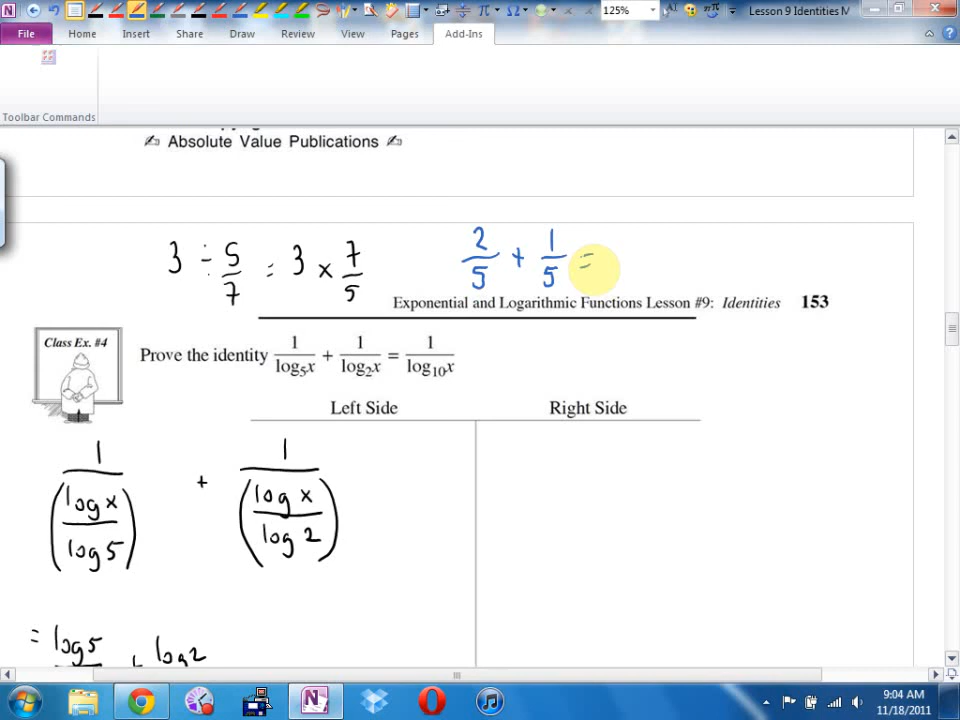 125%
Lesson 9 Identities M
File Home Insert Share Draw Review View Pages Add-Ins
Toolbar Commands
✍ Absolute Value Publications ✍
3 ÷ 5/7 = 3 × 7/5
2/5 + 1/5 =
Exponential and Logarithmic Functions Lesson #9: Identities 153
Class Ex. #4
Prove the identity 1/log₅x + 1/log₂x = 1/log₁₀x
Left Side Right Side
1/(log x/log 5) + 1/(log x/log 2)
= log 5 + log 2
9:04 AM
11/18/2011